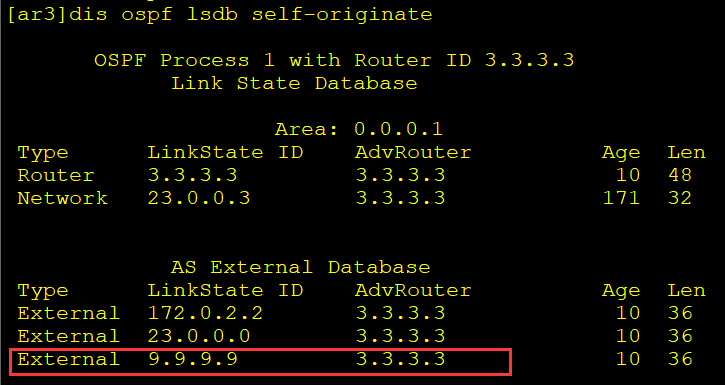 [ar3]dis ospf lsdb self-originate
OSPF Process 1 with Router ID 3.3.3.3
Link State Database
Area: 0.0.0.1
Type LinkState ID AdvRouter Age Len
Router 3.3.3.3 3.3.3.3 10 48
Network 23.0.0.3 3.3.3.3 171 32
AS External Database
Type LinkState ID AdvRouter Age Len
External 172.0.2.2 3.3.3.3 10 36
External 23.0.0.0 3.3.3.3 10 36
External 9.9.9.9 3.3.3.3 10 36